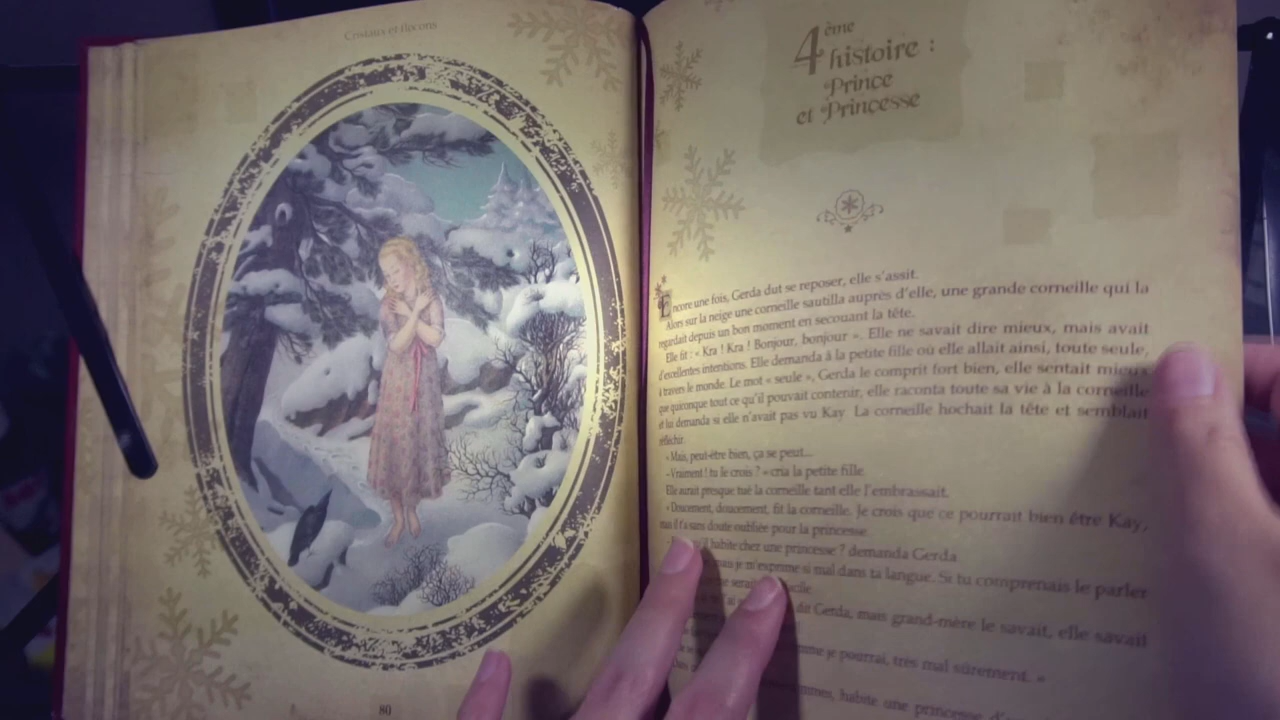 Cristaux et flocons
80
4ème
histoire :
Prince
et Princesse
Encore une fois, Gerda dut se reposer, elle s'assit.
Alors sur la neige une corneille sautilla auprès d'elle, une grande corneille qui la
regardait depuis un bon moment en secouant la tête.
Elle fit : « Kra ! Kra ! Bonjour, bonjour ». Elle ne savait dire mieux, mais avait
d'excellentes intentions. Elle demanda à la petite fille où elle allait ainsi, toute seule,
à travers le monde. Le mot « seule », Gerda le comprit fort bien, elle sentait mieux
que quiconque tout ce qu'il pouvait contenir, elle raconta toute sa vie à la corneille
et lui demanda si elle n'avait pas vu Kay. La corneille hochait la tête et semblait
réfléchir.
« Mais, peut-être bien, ça se peut...
– Vraiment ! tu le crois ? » cria la petite fille.
Elle aurait presque tué la corneille tant elle l'embrassait.
« Doucement, doucement, fit la corneille. Je crois que ce pourrait bien être Kay,
mais il t'a sans doute oubliée pour la princesse.
qu'il habite chez une princesse ? demanda Gerda
mais je m'exprime si mal dans ta langue. Si tu comprenais le parler
dit Gerda, mais grand-mère le savait, elle savait
je pourrai, très mal sûrement. »
habite une princesse